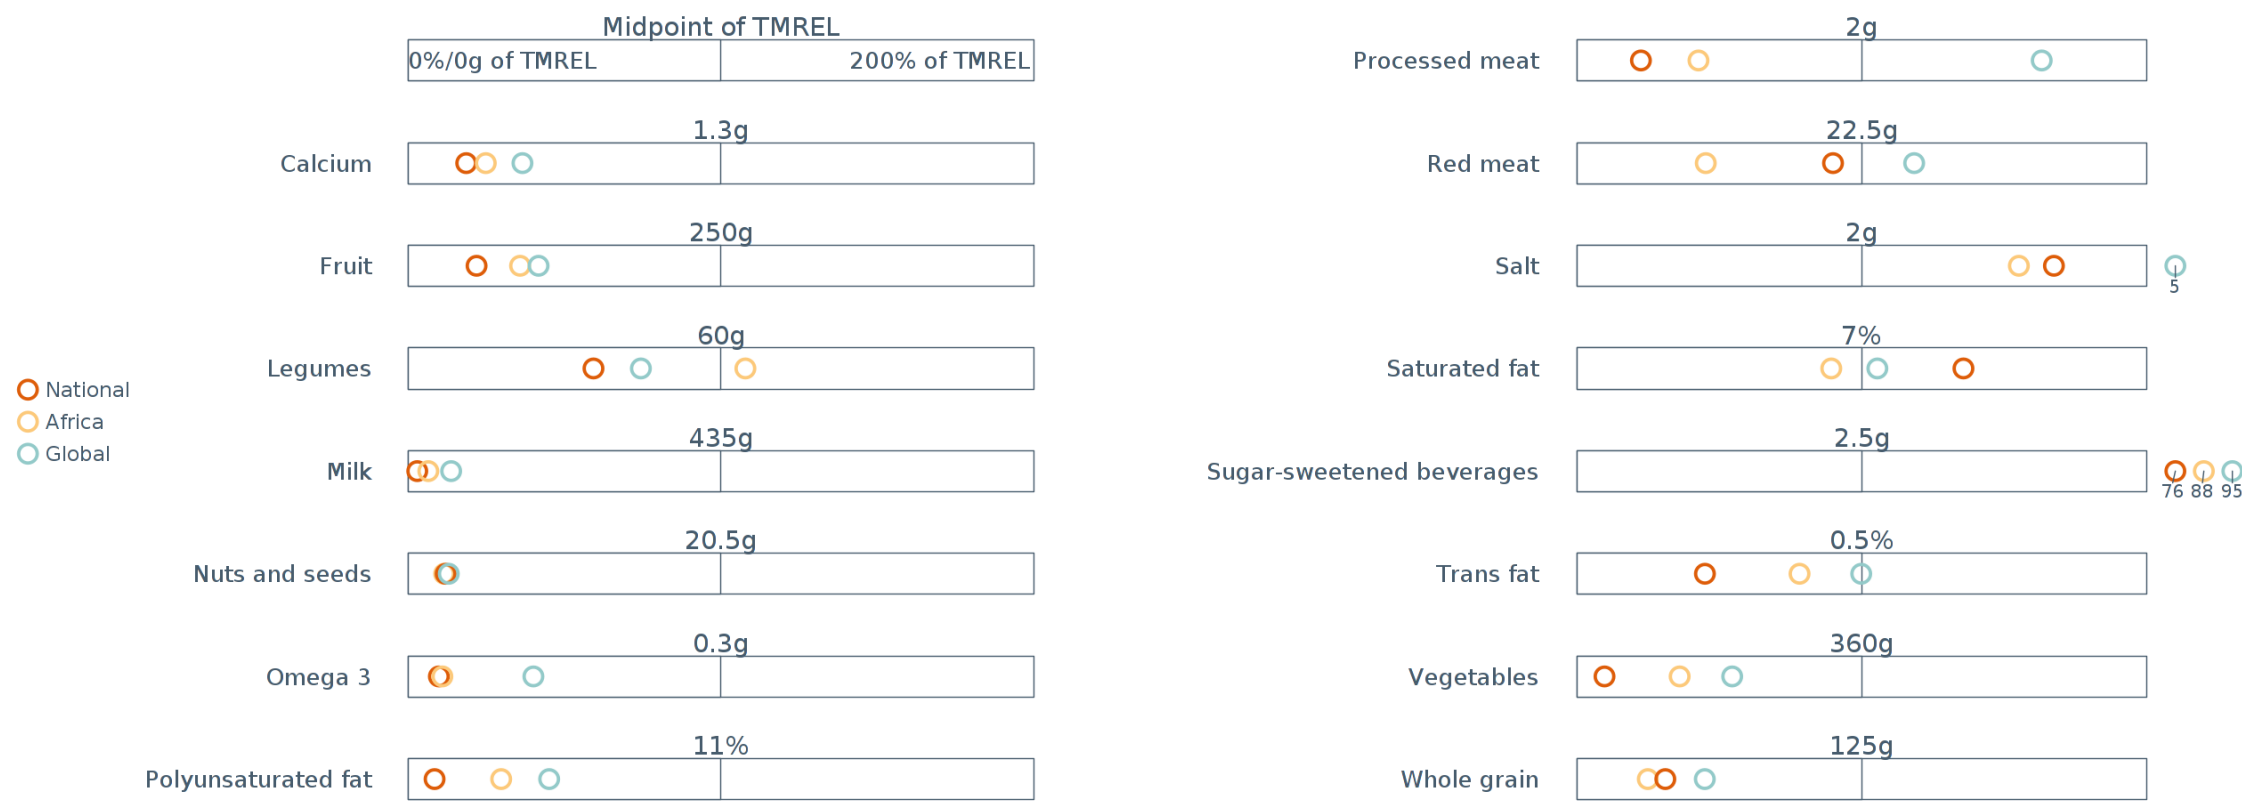 Midpoint of TMREL
0%/0g of TMREL 200% of TMREL
1.3g
Calcium
250g
Fruit
60g
Legumes
435g
Milk
20.5g
Nuts and seeds
0.3g
Omega 3
11%
Polyunsaturated fat
National
Africa
Global
2g
Processed meat
22.5g
Red meat
2g
Salt
5
7%
Saturated fat
2.5g
Sugar-sweetened beverages
76 88 95
0.5%
Trans fat
360g
Vegetables
125g
Whole grain